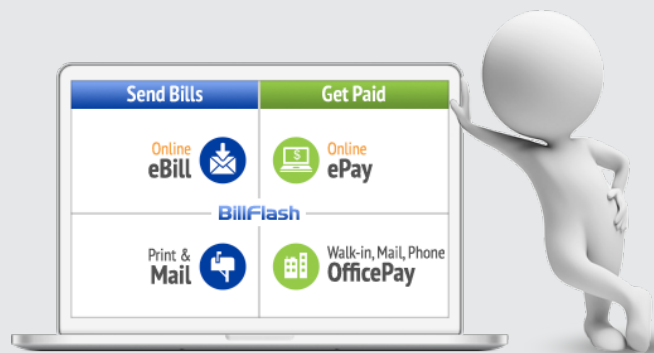 Send Bills
Get Paid
Online
eBill
Online
ePay
BillFlash
Print &
Mail
Walk-in, Mail, Phone
OfficePay
$